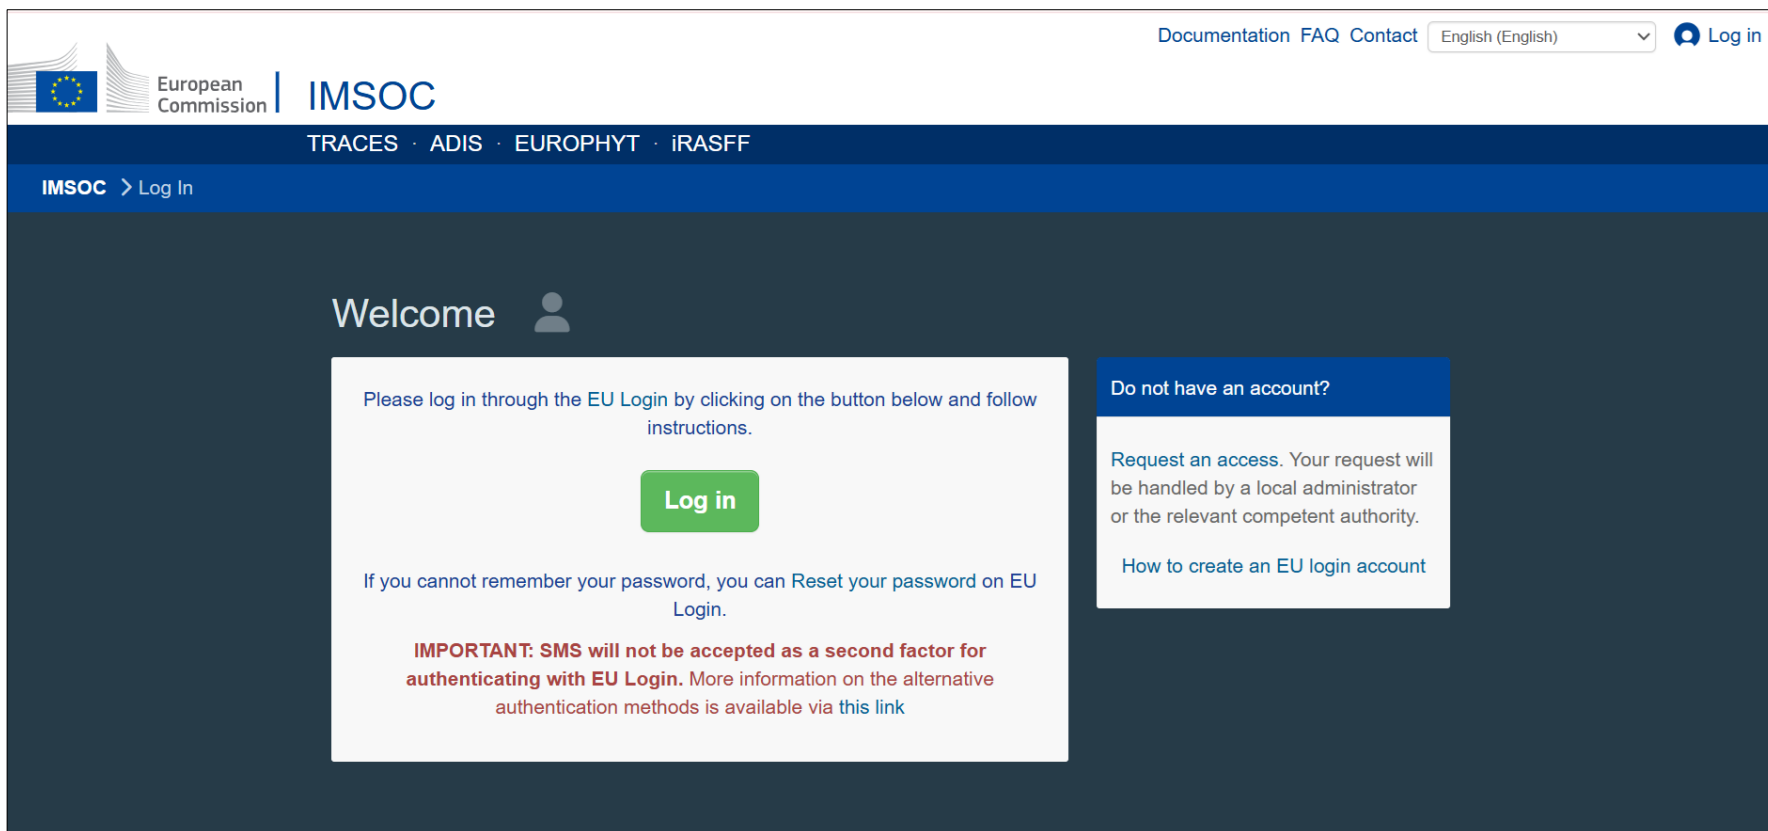 Documentation FAQ Contact English (English) Log in
European
Commission
IMSOC
TRACES · ADIS · EUROPHYT · iRASFF
IMSOC > Log In
Welcome
Please log in through the EU Login by clicking on the button below and follow
instructions.
Log in
If you cannot remember your password, you can Reset your password on EU
Login.
IMPORTANT: SMS will not be accepted as a second factor for
authenticating with EU Login. More information on the alternative
authentication methods is available via this link
Do not have an account?
Request an access. Your request will
be handled by a local administrator
or the relevant competent authority.
How to create an EU login account